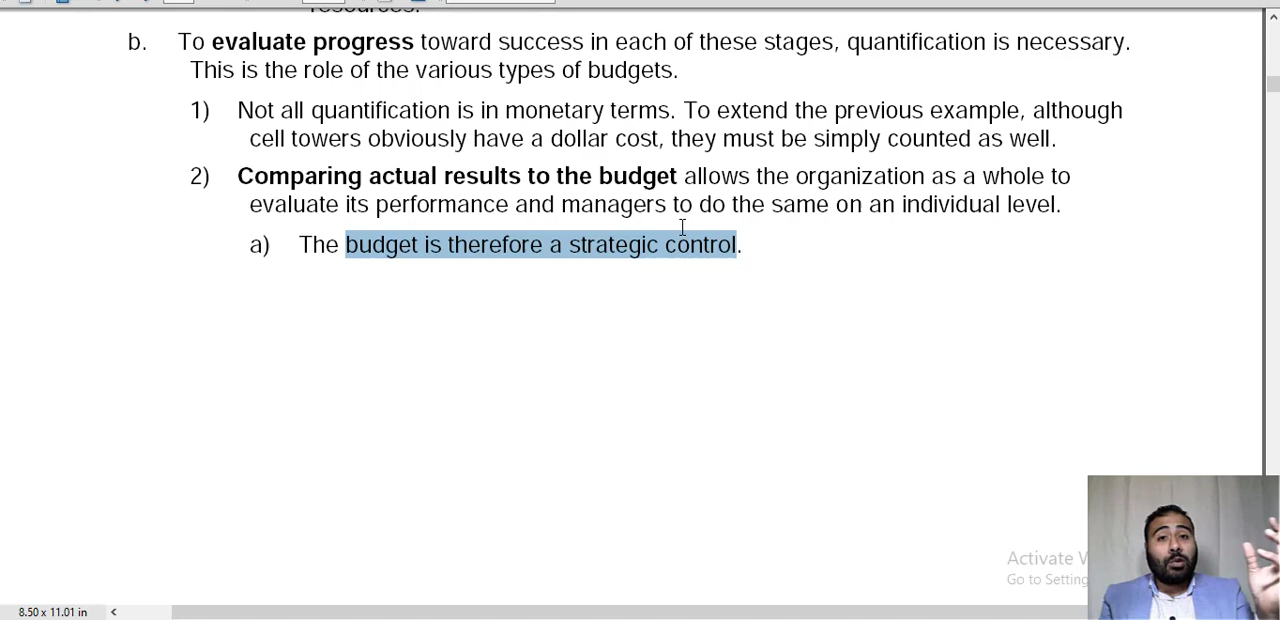 resources.
b. To evaluate progress toward success in each of these stages, quantification is necessary.
This is the role of the various types of budgets.
1) Not all quantification is in monetary terms. To extend the previous example, although
cell towers obviously have a dollar cost, they must be simply counted as well.
2) Comparing actual results to the budget allows the organization as a whole to
evaluate its performance and managers to do the same on an individual level.
a) The budget is therefore a strategic control.
Activate
Go to Setting
8.50 x 11.01 in